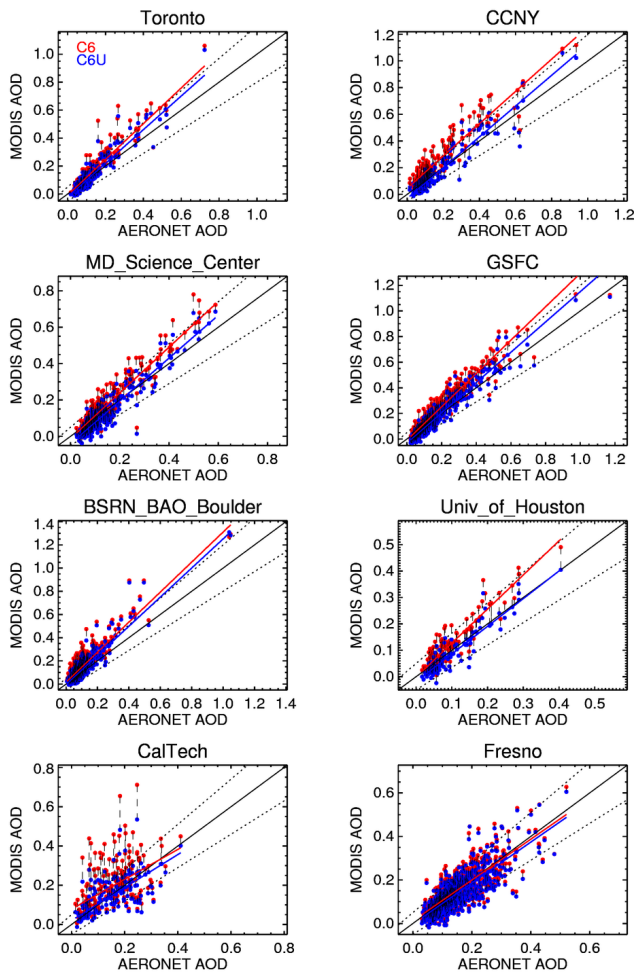 Toronto
MODIS AOD
1.0
0.8
0.6
0.4
0.2
0.0
C6
C6U
0.0 0.2 0.4 0.6 0.8 1.0
AERONET AOD
CCNY
MODIS AOD
1.2
1.0
0.8
0.6
0.4
0.2
0.0
0.0 0.2 0.4 0.6 0.8 1.0 1.2
AERONET AOD
MD_Science_Center
MODIS AOD
0.8
0.6
0.4
0.2
0.0
0.0 0.2 0.4 0.6 0.8
AERONET AOD
GSFC
MODIS AOD
1.2
1.0
0.8
0.6
0.4
0.2
0.0
0.0 0.2 0.4 0.6 0.8 1.0 1.2
AERONET AOD
BSRN_BAO_Boulder
MODIS AOD
1.4
1.2
1.0
0.8
0.6
0.4
0.2
0.0
0.0 0.2 0.4 0.6 0.8 1.0 1.2 1.4
AERONET AOD
Univ_of_Houston
MODIS AOD
0.5
0.4
0.3
0.2
0.1
0.0
0.0 0.1 0.2 0.3 0.4 0.5
AERONET AOD
CalTech
MODIS AOD
0.8
0.6
0.4
0.2
0.0
0.0 0.2 0.4 0.6 0.8
AERONET AOD
Fresno
MODIS AOD
0.6
0.4
0.2
0.0
0.0 0.2 0.4 0.6
AERONET AOD